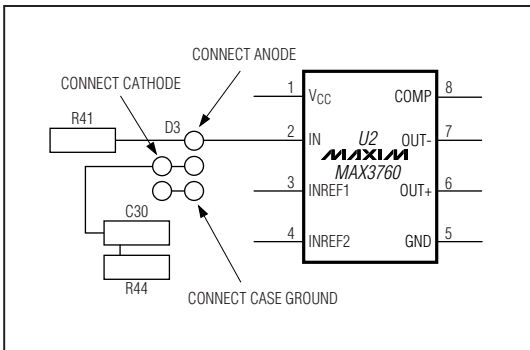 CONNECT ANODE
CONNECT CATHODE
R41
D3
1
VCC
COMP
8
2
IN
U2
OUT-
7
MAXIM
MAX3760
3
INREF1
OUT+
6
C30
4
INREF2
GND
5
R44
CONNECT CASE GROUND